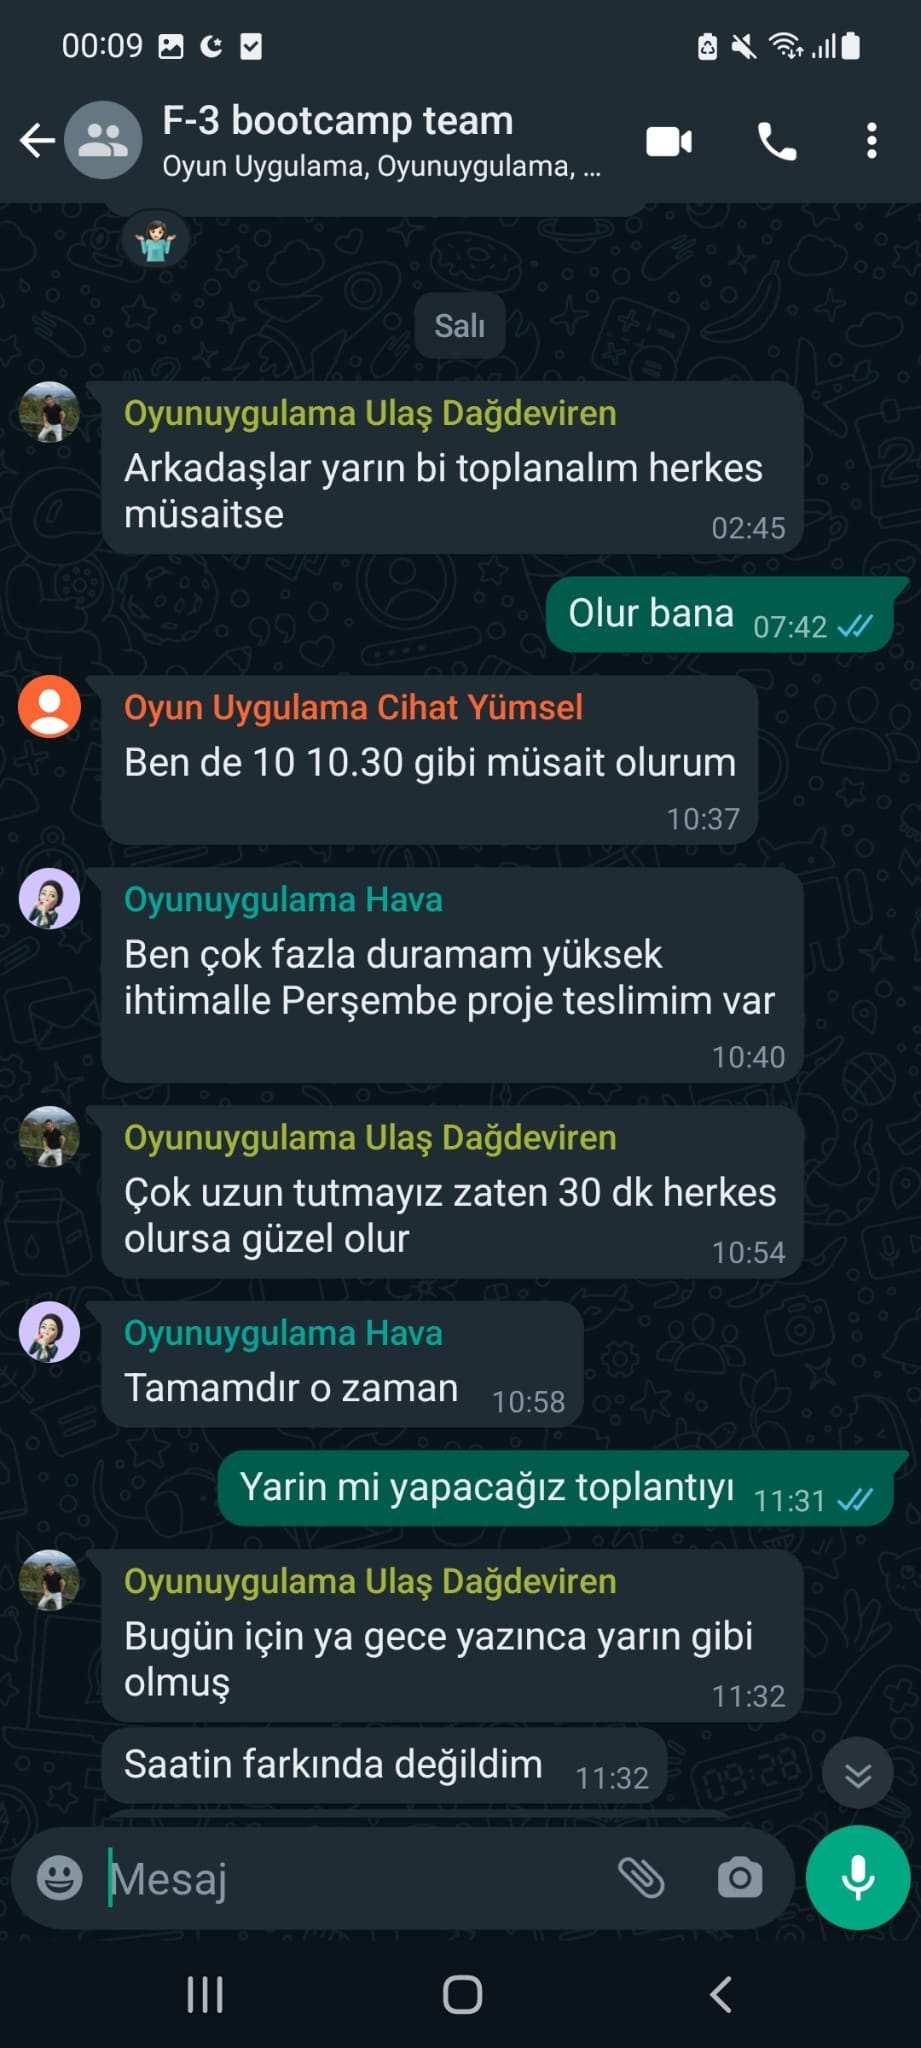 00:09
F-3 bootcamp team
Oyun Uygulama, Oyunuygulama, ...
Salı
Oyunuygulama Ulaş Dağdeviren
Arkadaşlar yarın bi toplanalım herkes
müsaitse
02:45
Olur bana 07:42
Oyun Uygulama Cihat Yümsel
Ben de 10 10.30 gibi müsait olurum
10:37
Oyunuygulama Hava
Ben çok fazla duramam yüksek
ihtimalle Perşembe proje teslimim var
10:40
Oyunuygulama Ulaş Dağdeviren
Çok uzun tutmayız zaten 30 dk herkes
olursa güzel olur
10:54
Oyunuygulama Hava
Tamamdır o zaman 10:58
Yarin mi yapacağız toplantıyı 11:31
Oyunuygulama Ulaş Dağdeviren
Bugün için ya gece yazınca yarın gibi
olmuş
11:32
Saatin farkında değildim 11:32
Mesaj